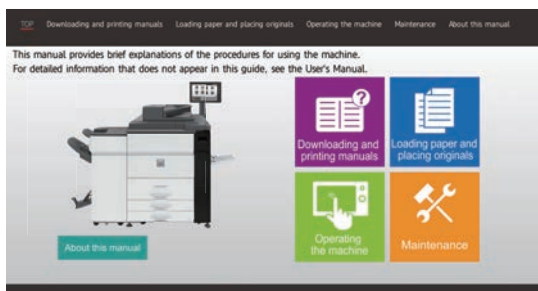 TOP Downloading and printing manuals Loading paper and placing originals Operating the machine Maintenance About this manual
This manual provides brief explanations of the procedures for using the machine.
For detailed information that does not appear in this guide, see the User's Manual.
?
Downloading and
printing manuals
Loading paper and
placing originals
About this manual
Operating
the machine
Maintenance